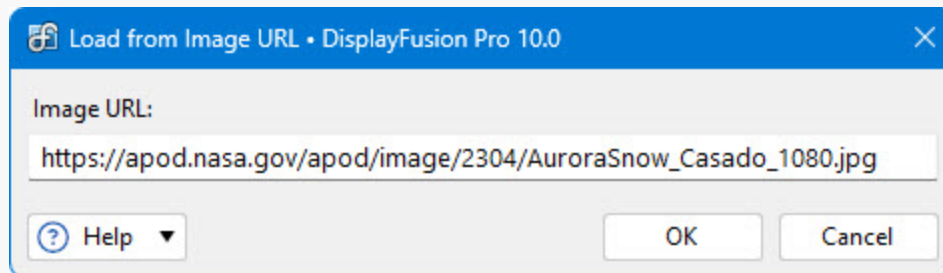 Load from Image URL • DisplayFusion Pro 10.0
Image URL:
https://apod.nasa.gov/apod/image/2304/AuroraSnow_Casado_1080.jpg
? Help OK Cancel